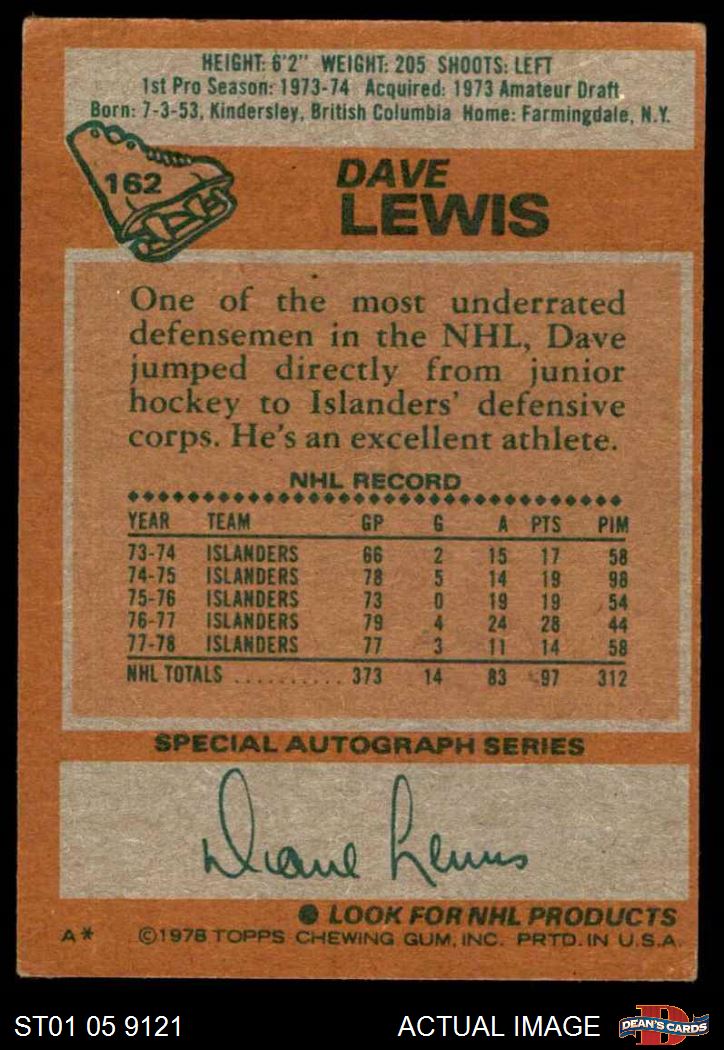 HEIGHT: 6'2" WEIGHT: 205 SHOOTS: LEFT
1st Pro Season: 1973-74 Acquired: 1973 Amateur Draft
Born: 7-3-53, Kindersley, British Columbia Home: Farmingdale, N.Y.
162
DAVE
LEWIS
One of the most underrated
defensemen in the NHL, Dave
jumped directly from junior
hockey to Islanders' defensive
corps. He's an excellent athlete.
NHL RECORD
YEAR TEAM GP G A PTS PIM
73-74 ISLANDERS 66 2 15 17 58
74-75 ISLANDERS 78 5 14 19 98
75-76 ISLANDERS 73 0 19 19 54
76-77 ISLANDERS 79 4 24 28 44
77-78 ISLANDERS 77 3 11 14 58
NHL TOTALS .......... 373 14 83 97 312
SPECIAL AUTOGRAPH SERIES
Diane Lewis
LOOK FOR NHL PRODUCTS
A* ©1978 TOPPS CHEWING GUM, INC. PRTD. IN U.S.A.
ST01 05 9121 ACTUAL IMAGE D DEAN'S CARDS